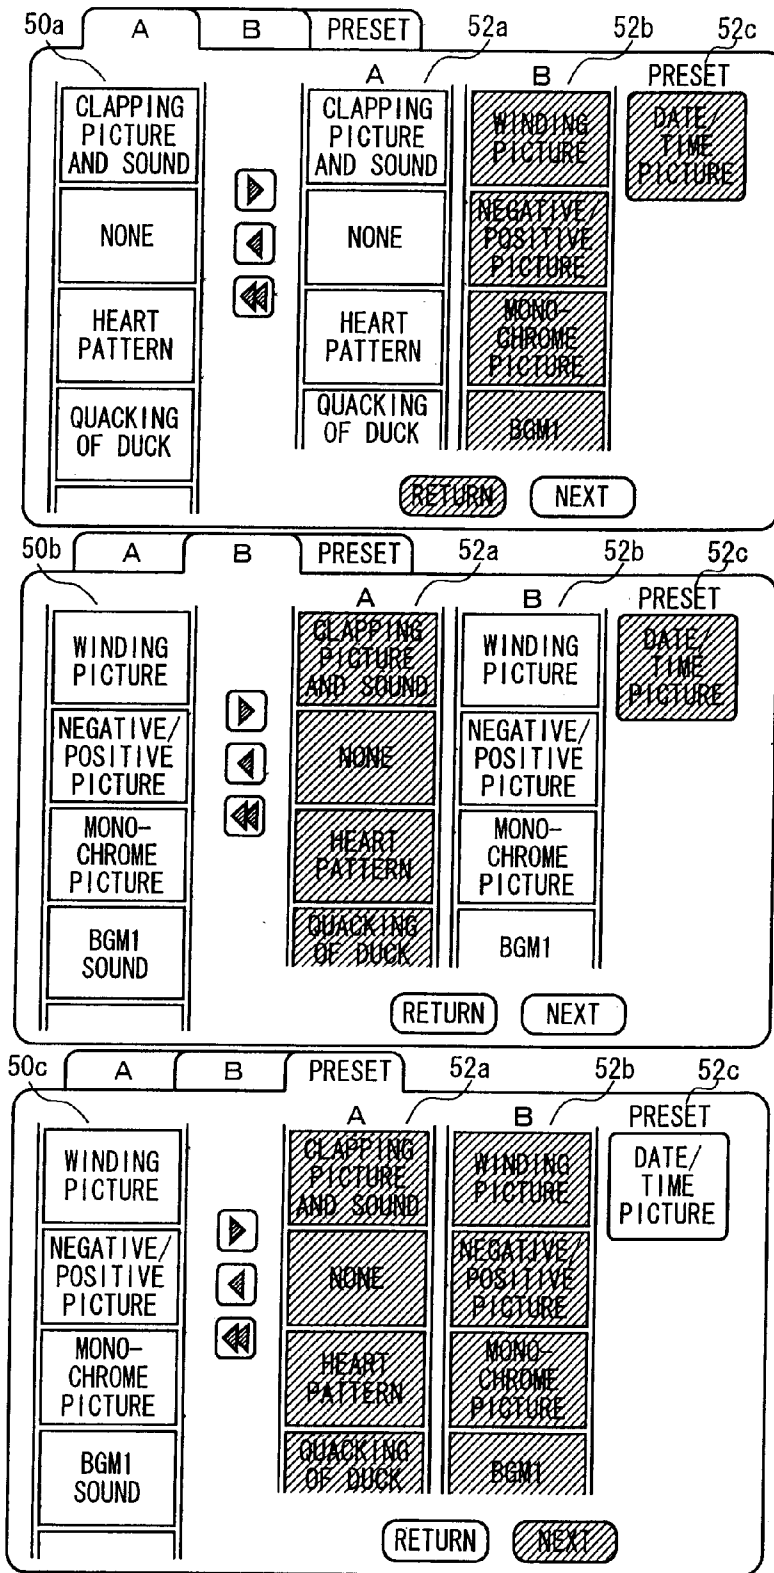 50a
A
B
PRESET
52a
52b
52c
A
B
PRESET
CLAPPING
PICTURE
AND SOUND
NONE
HEART
PATTERN
QUACKING
OF DUCK
CLAPPING
PICTURE
AND SOUND
NONE
HEART
PATTERN
QUACKING
OF DUCK
WINDING
PICTURE
NEGATIVE/
POSITIVE
PICTURE
MONO-
CHROME
PICTURE
BGM1
DATE/
TIME
PICTURE
RETURN
NEXT
50b
A
B
PRESET
52a
52b
52c
A
B
PRESET
WINDING
PICTURE
NEGATIVE/
POSITIVE
PICTURE
MONO-
CHROME
PICTURE
BGM1
SOUND
CLAPPING
PICTURE
AND SOUND
NONE
HEART
PATTERN
QUACKING
OF DUCK
WINDING
PICTURE
NEGATIVE/
POSITIVE
PICTURE
MONO-
CHROME
PICTURE
BGM1
DATE/
TIME
PICTURE
RETURN
NEXT
50c
A
B
PRESET
52a
52b
52c
A
B
PRESET
WINDING
PICTURE
NEGATIVE/
POSITIVE
PICTURE
MONO-
CHROME
PICTURE
BGM1
SOUND
CLAPPING
PICTURE
AND SOUND
NONE
HEART
PATTERN
QUACKING
OF DUCK
WINDING
PICTURE
NEGATIVE/
POSITIVE
PICTURE
MONO-
CHROME
PICTURE
BGM1
DATE/
TIME
PICTURE
RETURN
NEXT